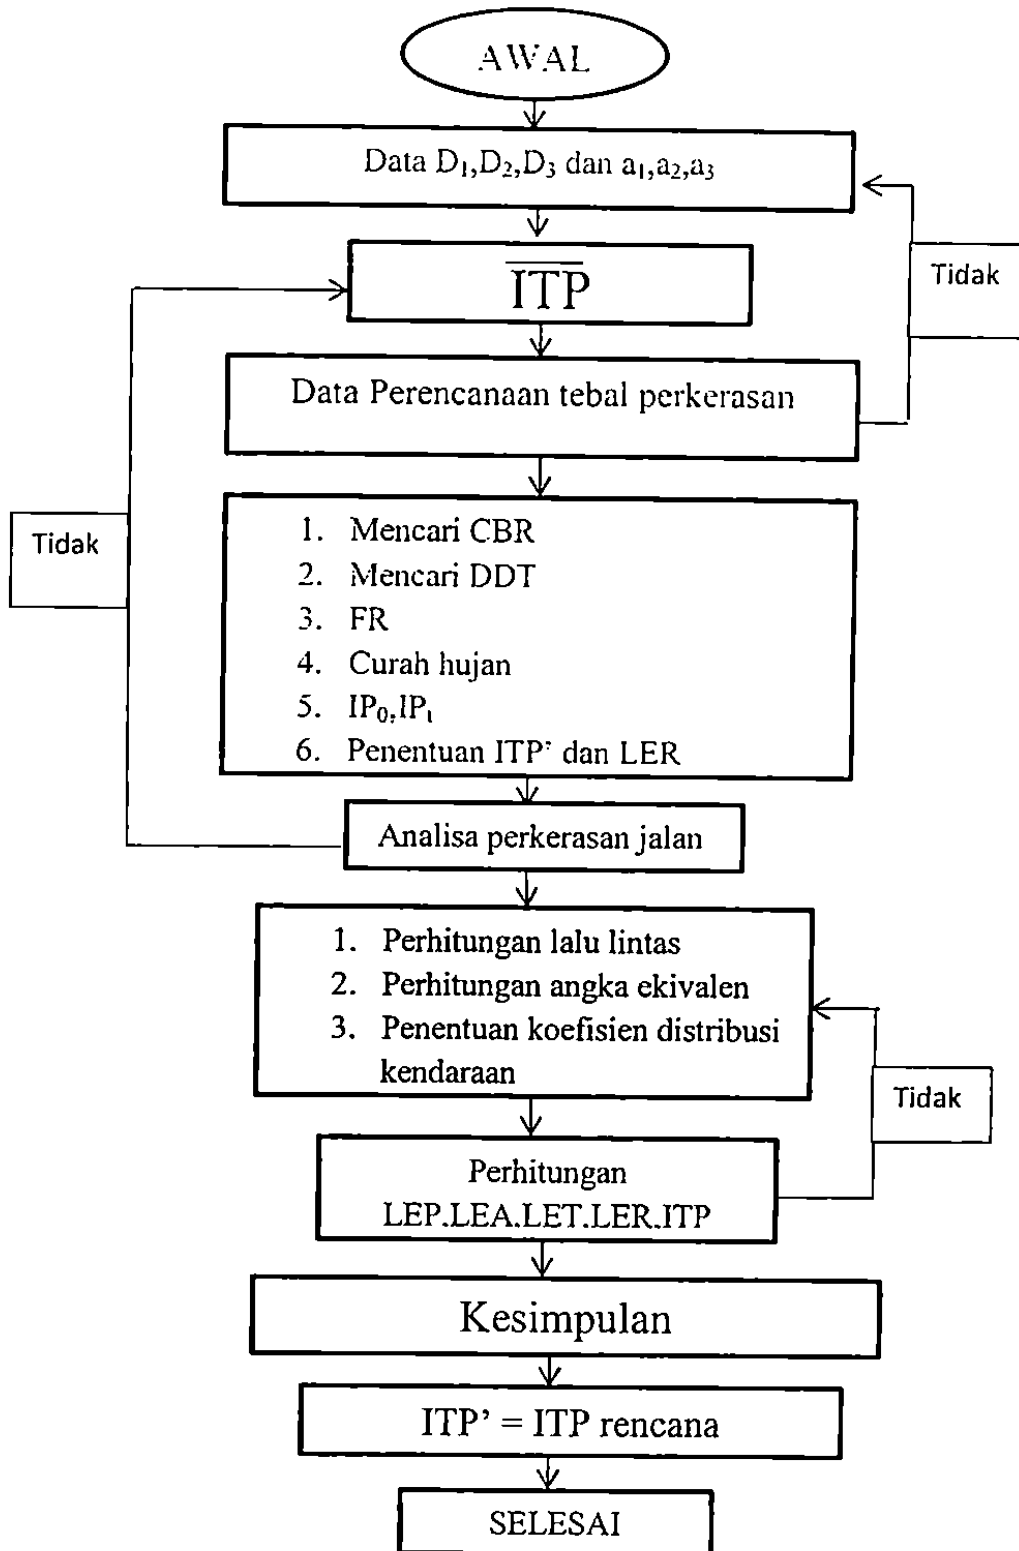 AWAL
Data D₁,D₂,D₃ dan a₁,a₂,a₃
Tidak
I̅T̅P̅
Data Perencanaan tebal perkerasan
Tidak
1. Mencari CBR
2. Mencari DDT
3. FR
4. Curah hujan
5. IP₀,IPₜ
6. Penentuan ITP' dan LER
Analisa perkerasan jalan
1. Perhitungan lalu lintas
2. Perhitungan angka ekivalen
3. Penentuan koefisien distribusi
kendaraan
Tidak
Perhitungan
LEP.LEA.LET.LER.ITP
Kesimpulan
ITP’ = ITP rencana
SELESAI